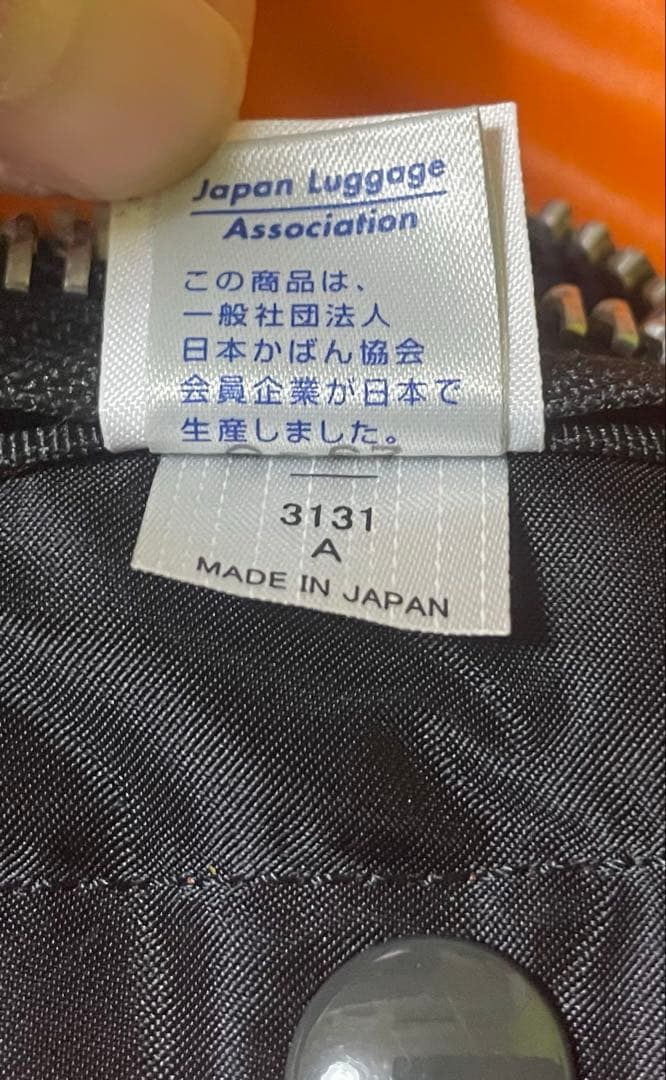 Japan Luggage
Association
この商品は、
一般社団法人
日本かばん協会
会員企業が日本で
生産しました。
3131
A
MADE IN JAPAN